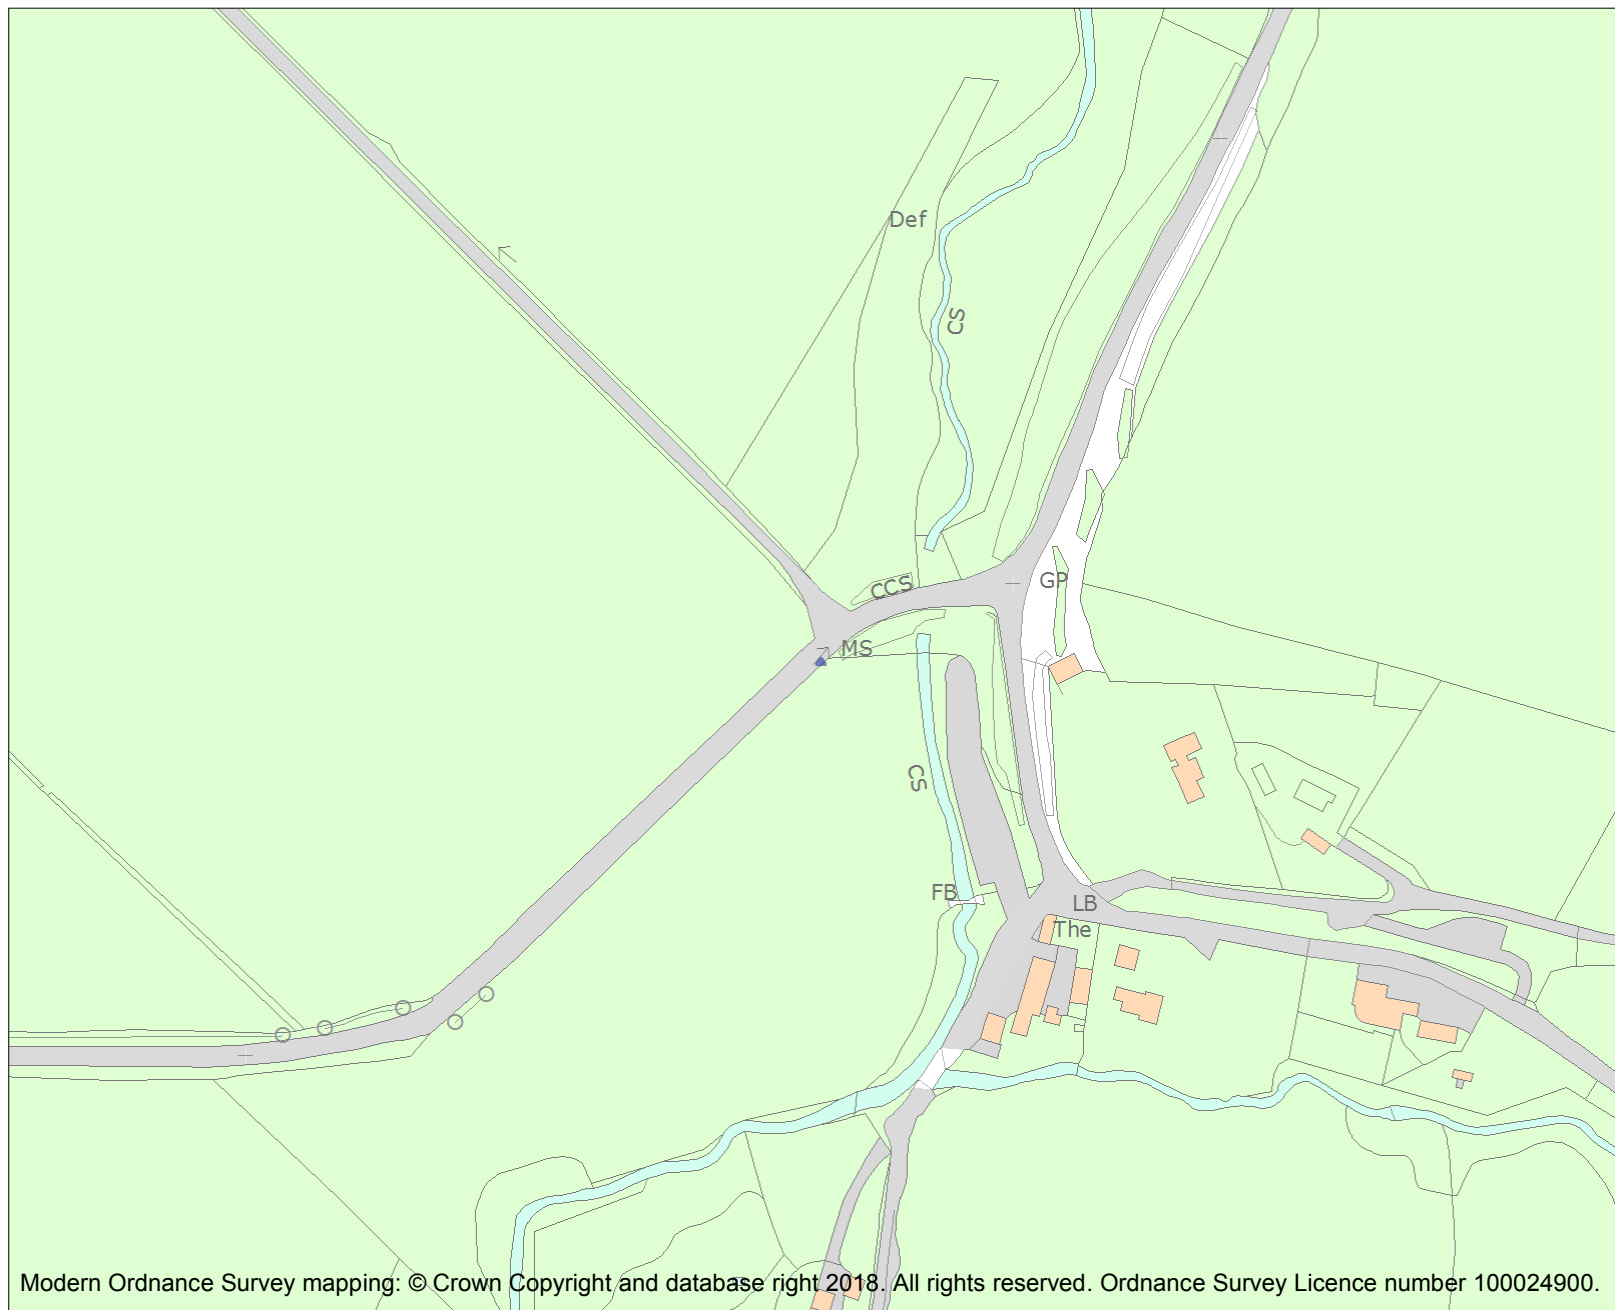 Def
CS
CCS
GP
MS
CS
FB
LB
The
Modern Ordnance Survey mapping: © Crown Copyright and database right 2018. All rights reserved. Ordnance Survey Licence number 100024900.